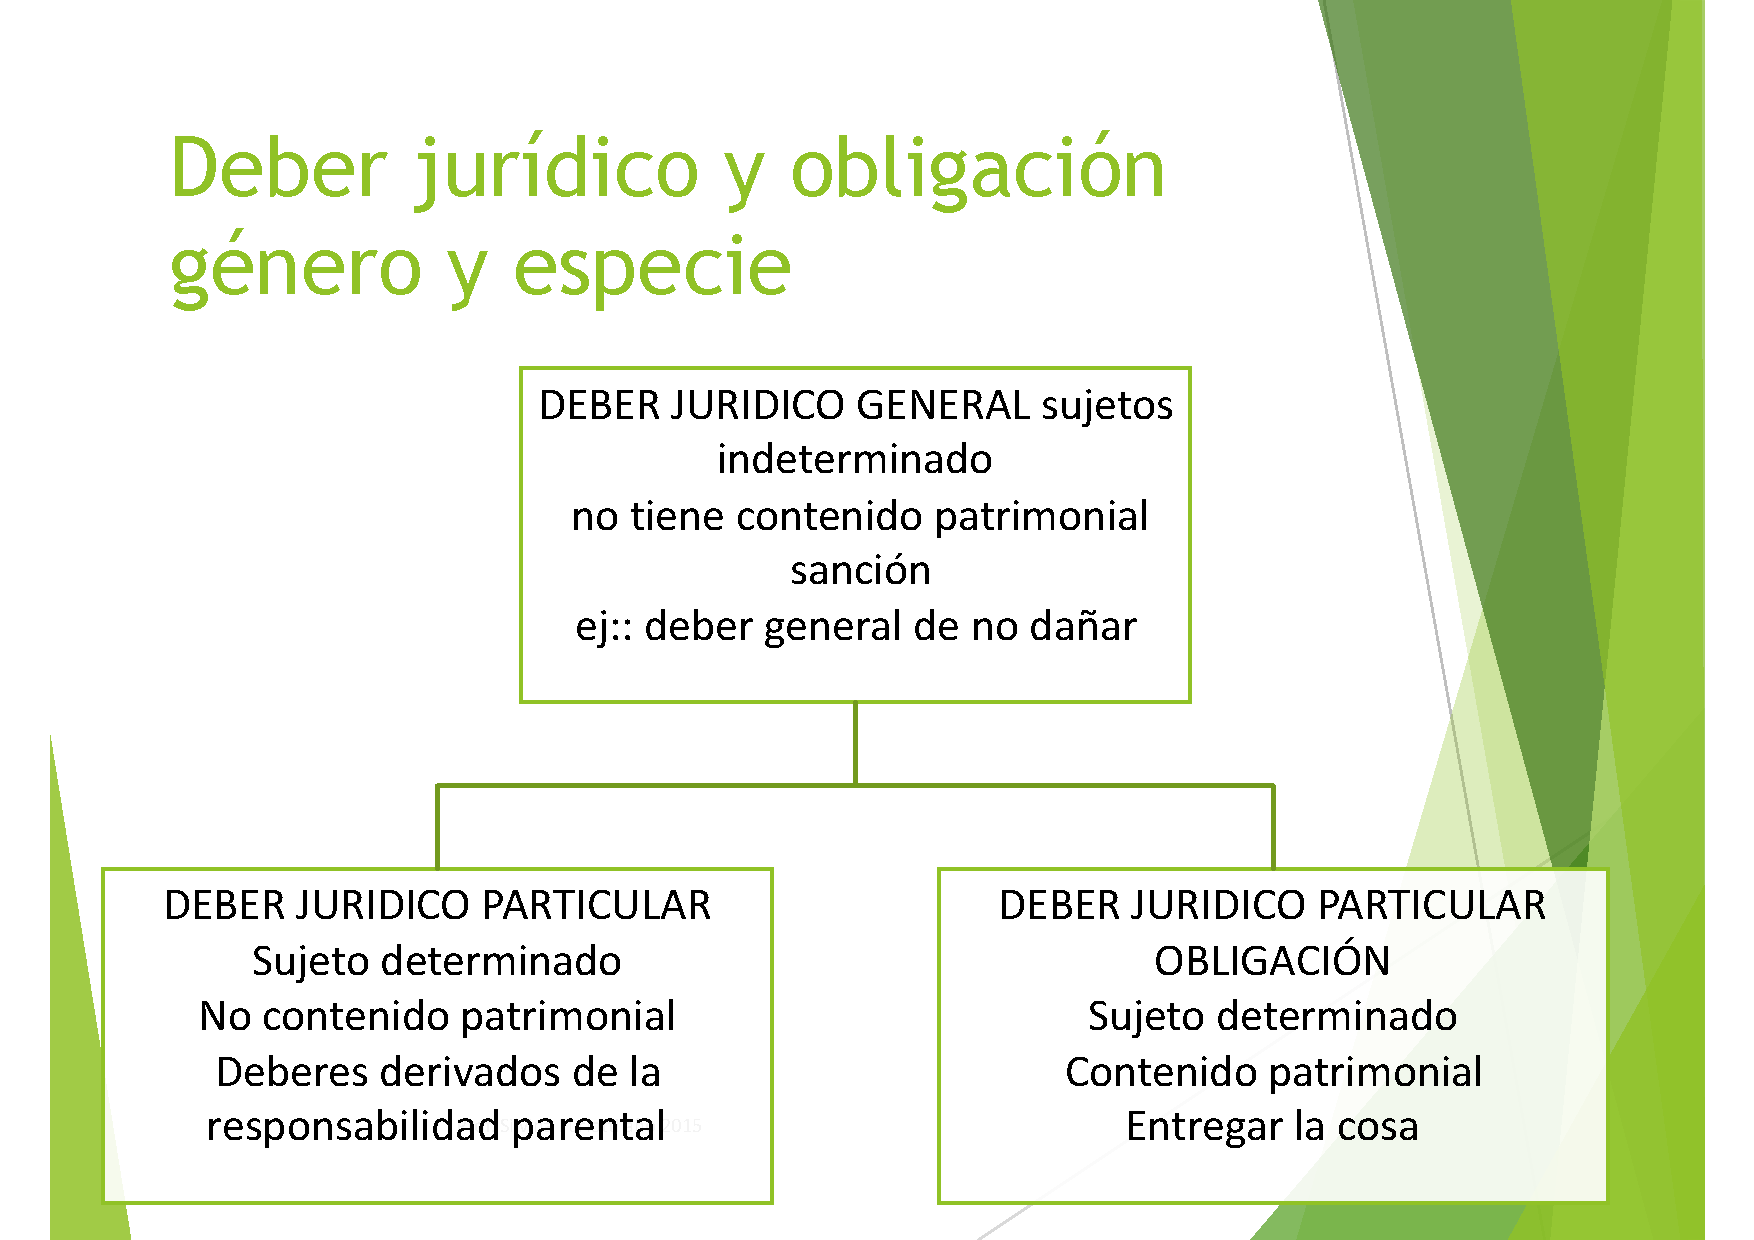 Deber jurídico y obligación
género y especie
DEBER JURIDICO GENERAL sujetos
indeterminado
no tiene contenido patrimonial
sanción
ej:: deber general de no dañar
DEBER JURIDICO PARTICULAR
Sujeto determinado
No contenido patrimonial
Deberes derivados de la
responsabilidad parental
2015
DEBER JURIDICO PARTICULAR
OBLIGACIÓN
Sujeto determinado
Contenido patrimonial
Entregar la cosa